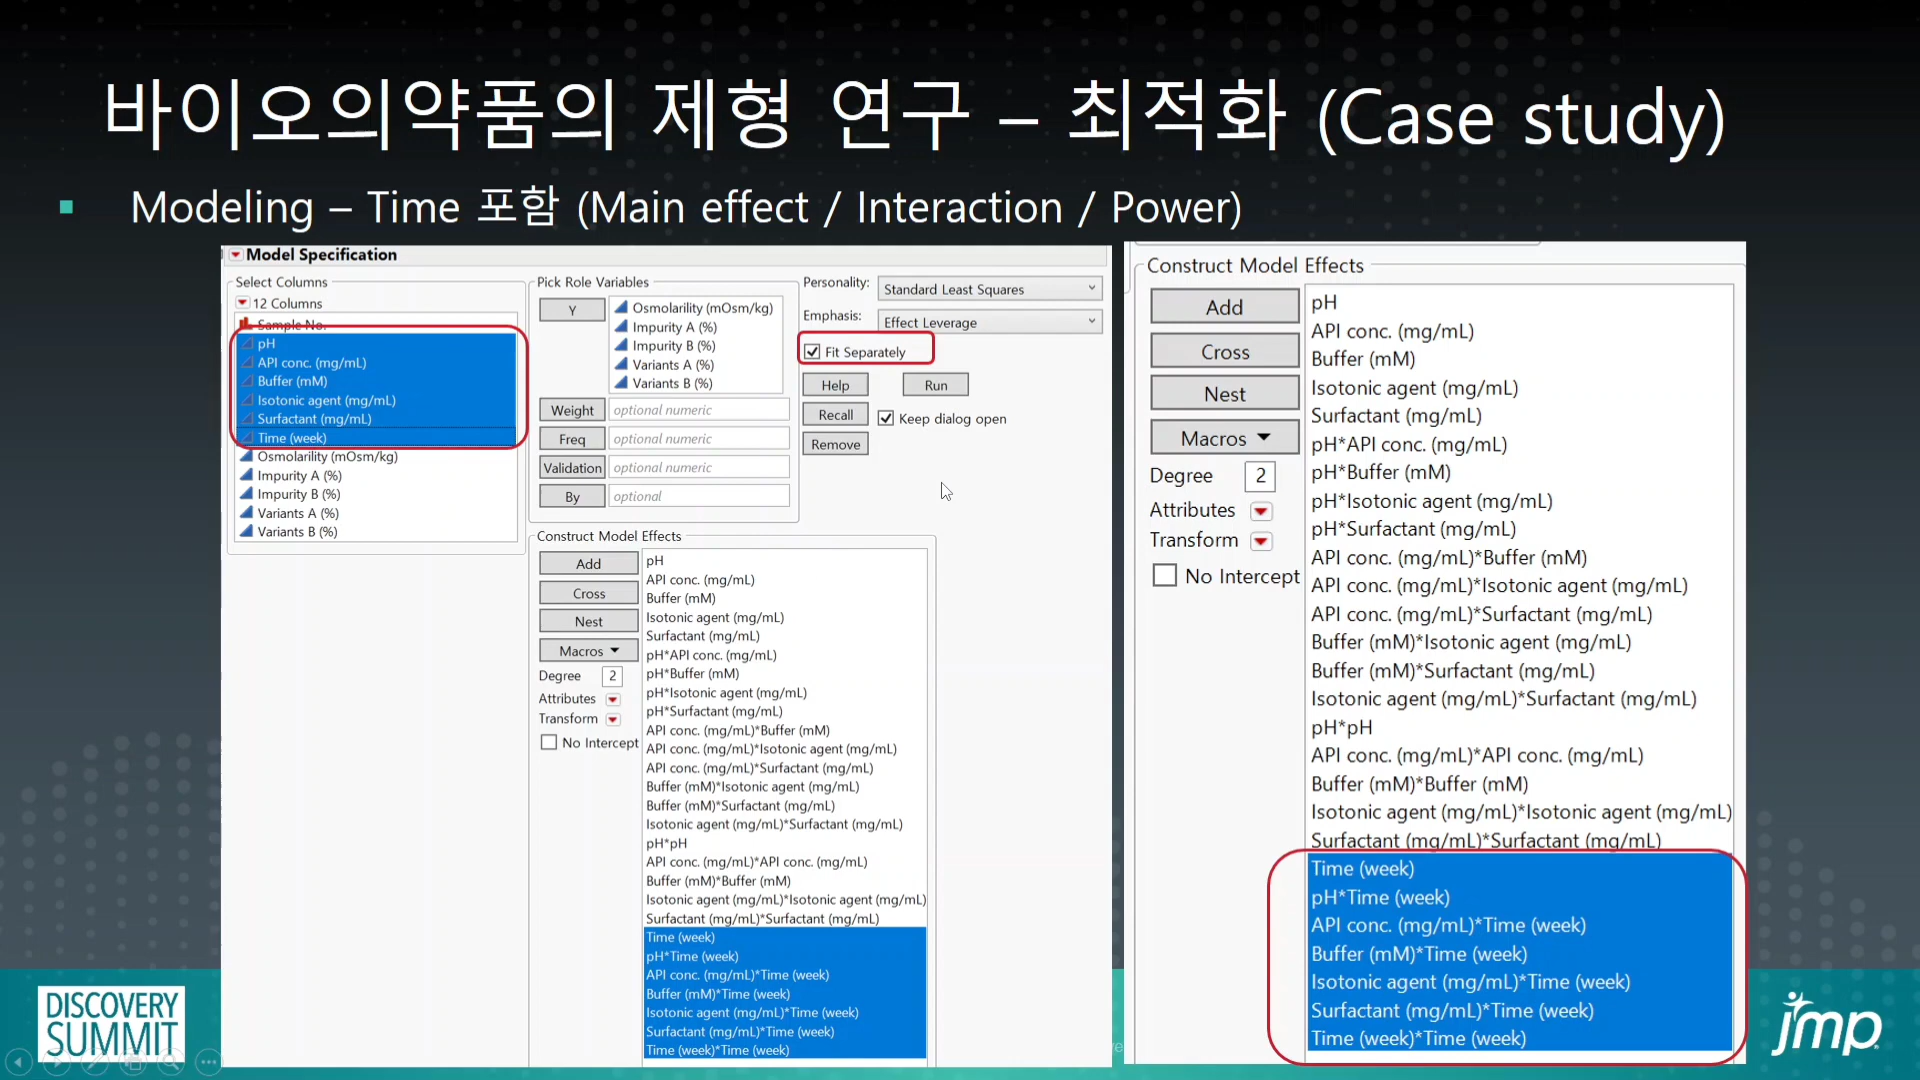 바이오의약품의 제형 연구 – 최적화 (Case study)
Modeling – Time 포함 (Main effect / Interaction / Power)
Model Specification
Select Columns
12 Columns
Sample No.
pH
API conc. (mg/mL)
Buffer (mM)
Isotonic agent (mg/mL)
Surfactant (mg/mL)
Time (week)
Osmolarility (mOsm/kg)
Impurity A (%)
Impurity B (%)
Variants A (%)
Variants B (%)
Pick Role Variables
Y
Osmolarility (mOsm/kg)
Impurity A (%)
Impurity B (%)
Variants A (%)
Variants B (%)
Weight optional numeric
Freq optional numeric
Validation optional numeric
By optional
Personality: Standard Least Squares
Emphasis: Effect Leverage
Fit Separately
Help Run
Recall Keep dialog open
Remove
Construct Model Effects
Add
Cross
Nest
Macros
Degree 2
Attributes
Transform
No Intercept
pH
API conc. (mg/mL)
Buffer (mM)
Isotonic agent (mg/mL)
Surfactant (mg/mL)
pH*API conc. (mg/mL)
pH*Buffer (mM)
pH*Isotonic agent (mg/mL)
pH*Surfactant (mg/mL)
API conc. (mg/mL)*Buffer (mM)
API conc. (mg/mL)*Isotonic agent (mg/mL)
API conc. (mg/mL)*Surfactant (mg/mL)
Buffer (mM)*Isotonic agent (mg/mL)
Buffer (mM)*Surfactant (mg/mL)
Isotonic agent (mg/mL)*Surfactant (mg/mL)
pH*pH
API conc. (mg/mL)*API conc. (mg/mL)
Buffer (mM)*Buffer (mM)
Isotonic agent (mg/mL)*Isotonic agent (mg/mL)
Surfactant (mg/mL)*Surfactant (mg/mL)
Time (week)
pH*Time (week)
API conc. (mg/mL)*Time (week)
Buffer (mM)*Time (week)
Isotonic agent (mg/mL)*Time (week)
Surfactant (mg/mL)*Time (week)
Time (week)*Time (week)
Construct Model Effects
Add
Cross
Nest
Macros
Degree 2
Attributes
Transform
No Intercept
pH
API conc. (mg/mL)
Buffer (mM)
Isotonic agent (mg/mL)
Surfactant (mg/mL)
pH*API conc. (mg/mL)
pH*Buffer (mM)
pH*Isotonic agent (mg/mL)
pH*Surfactant (mg/mL)
API conc. (mg/mL)*Buffer (mM)
API conc. (mg/mL)*Isotonic agent (mg/mL)
API conc. (mg/mL)*Surfactant (mg/mL)
Buffer (mM)*Isotonic agent (mg/mL)
Buffer (mM)*Surfactant (mg/mL)
Isotonic agent (mg/mL)*Surfactant (mg/mL)
pH*pH
API conc. (mg/mL)*API conc. (mg/mL)
Buffer (mM)*Buffer (mM)
Isotonic agent (mg/mL)*Isotonic agent (mg/mL)
Surfactant (mg/mL)*Surfactant (mg/mL)
Time (week)
pH*Time (week)
API conc. (mg/mL)*Time (week)
Buffer (mM)*Time (week)
Isotonic agent (mg/mL)*Time (week)
Surfactant (mg/mL)*Time (week)
Time (week)*Time (week)
DISCOVERY
SUMMIT
jmp